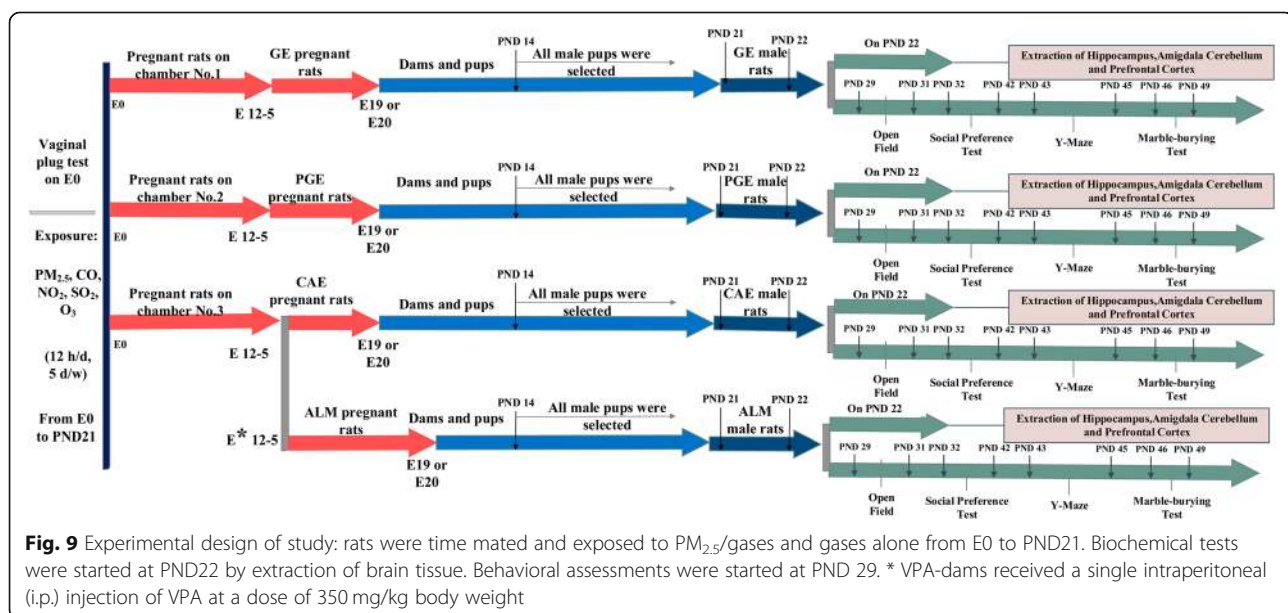 Vaginal
plug test
on E0
Exposure:
PM2.5, CO,
NO2, SO2,
O3
(12 h/d,
5 d/w)
From E0
to PND21
Pregnant rats on
chamber No.1
E0
E 12-5
GE pregnant
rats
E19 or
E20
Dams and pups
PND 14
All male pups were
selected
PND 21
PND 22
GE male
rats
On PND 22
Extraction of Hippocampus,Amigdala Cerebellum
and Prefrontal Cortex
PND 29
PND 31
PND 32
PND 42
PND 43
PND 45
PND 46
PND 49
Open
Field
Social Preference
Test
Y-Maze
Marble-burying
Test
Pregnant rats on
chamber No.2
E0
E 12-5
PGE
pregnant rats
E19 or
E20
Dams and pups
PND 14
All male pups were
selected
PND 21
PND 22
PGE male
rats
On PND 22
Extraction of Hippocampus,Amigdala Cerebellum
and Prefrontal Cortex
PND 29
PND 31
PND 32
PND 42
PND 43
PND 45
PND 46
PND 49
Open
Field
Social Preference
Test
Y-Maze
Marble-burying
Test
Pregnant rats on
chamber No.3
E0
E 12-5
CAE
pregnant rats
E19 or
E20
Dams and pups
PND 14
All male pups were
selected
PND 21
PND 22
CAE male
rats
On PND 22
Extraction of Hippocampus,Amigdala Cerebellum
and Prefrontal Cortex
PND 29
PND 31
PND 32
PND 42
PND 43
PND 45
PND 46
PND 49
Open
Field
Social Preference
Test
Y-Maze
Marble-burying
Test
E* 12-5
ALM pregnant
rats
E19 or
E20
Dams and pups
PND 14
All male pups were
selected
PND 21
PND 22
ALM
male rats
On PND 22
Extraction of Hippocampus,Amigdala Cerebellum
and Prefrontal Cortex
PND 29
PND 31
PND 32
PND 42
PND 43
PND 45
PND 46
PND 49
Open
Field
Social Preference
Test
Y-Maze
Marble-burying
Test
Fig. 9 Experimental design of study: rats were time mated and exposed to PM2.5/gases and gases alone from E0 to PND21. Biochemical tests
were started at PND22 by extraction of brain tissue. Behavioral assessments were started at PND 29. * VPA-dams received a single intraperitoneal
(i.p.) injection of VPA at a dose of 350 mg/kg body weight